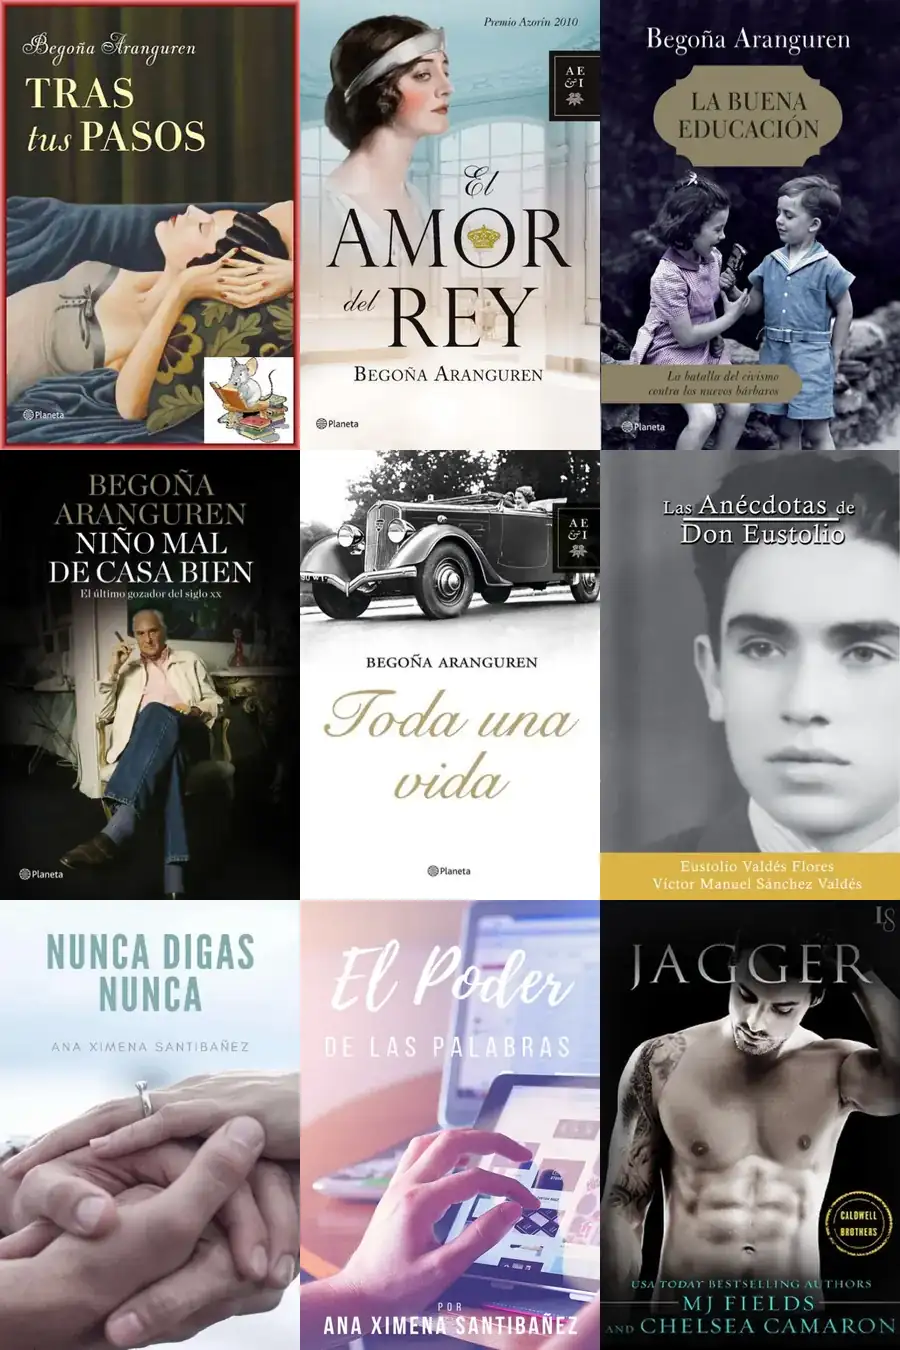 Begoña Aranguren
TRAS
tus PASOS
Planeta
Premio Azorín 2010
AE
&I
El
AMOR
del
REY
BEGOÑA ARANGUREN
Planeta
Begoña Aranguren
LA BUENA
EDUCACIÓN
La batalla del civismo
contra los nuevos bárbaros
Planeta
BEGOÑA
ARANGUREN
NIÑO MAL
DE CASA BIEN
El último gozador del siglo XX
Planeta
AE
&I
BEGOÑA ARANGUREN
Toda una
vida
Planeta
Las Anécdotas de
Don Eustolio
Eustolio Valdés Flores
Víctor Manuel Sánchez Valdés
NUNCA DIGAS
NUNCA
ANA XIMENA SANTIBAÑEZ
El Poder
DE LAS PALABRAS
POR
ANA XIMENA SANTIBAÑEZ
LS
JAGGER
CALDWELL
BROTHERS
USA TODAY BESTSELLING AUTHORS
MJ FIELDS
AND CHELSEA CAMARON